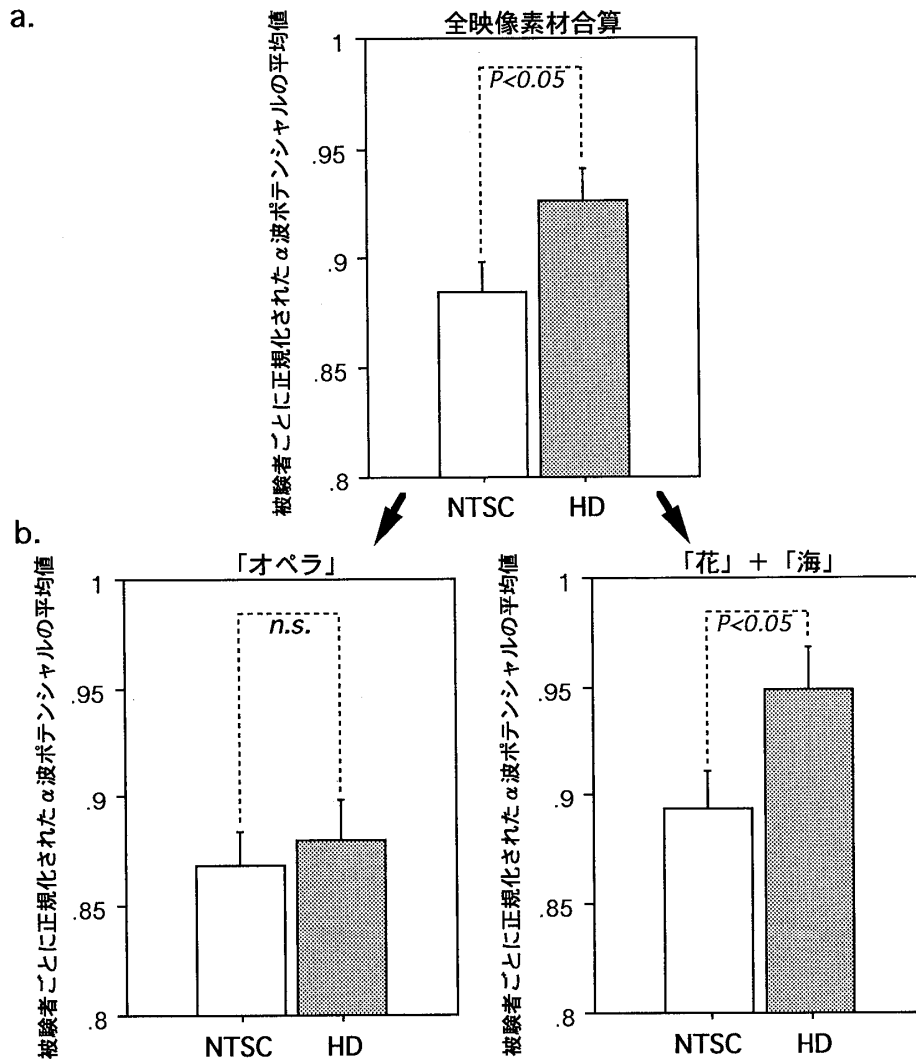 a.
全映像素材合算
被験者ごとに正規化されたα波ポテンシャルの平均値
1
.95
.9
.85
.8
P<0.05
NTSC HD
b.
「オペラ」
被験者ごとに正規化されたα波ポテンシャルの平均値
1
.95
.9
.85
.8
n.s.
NTSC HD
「花」+「海」
被験者ごとに正規化されたα波ポテンシャルの平均値
1
.95
.9
.85
.8
P<0.05
NTSC HD